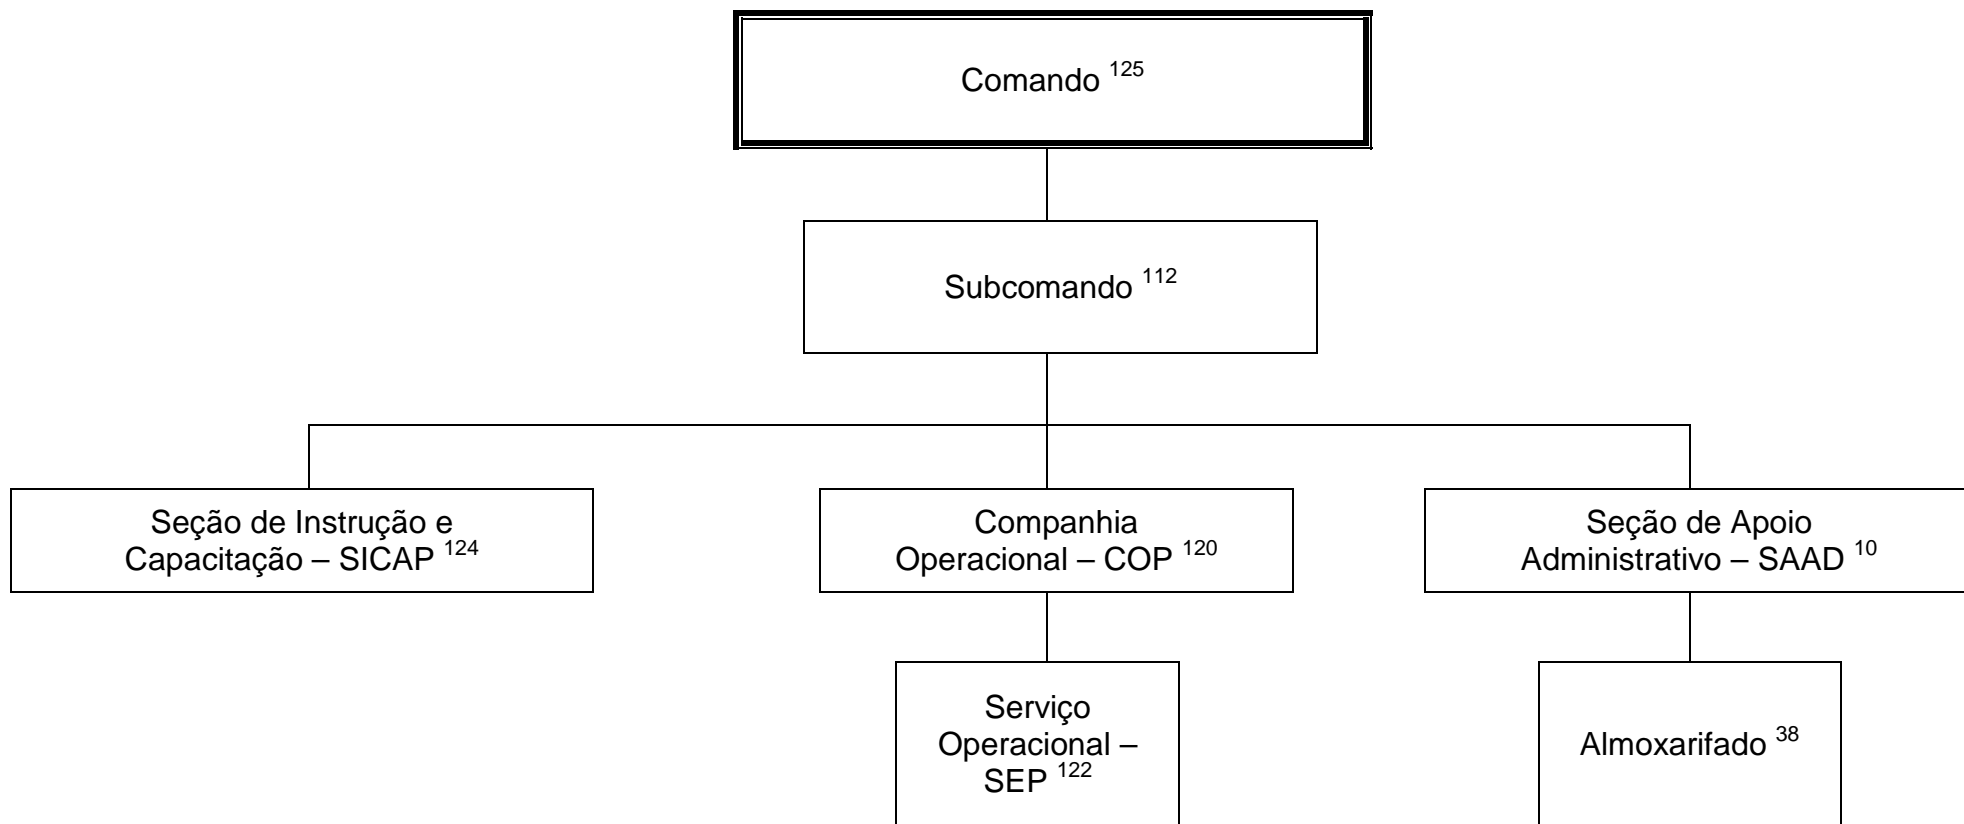 Comando 125
Subcomando 112
Seção de Instrução e
Capacitação – SICAP 124
Companhia
Operacional – COP 120
Seção de Apoio
Administrativo – SAAD 10
Serviço
Operacional –
SEP 122
Almoxarifado 38